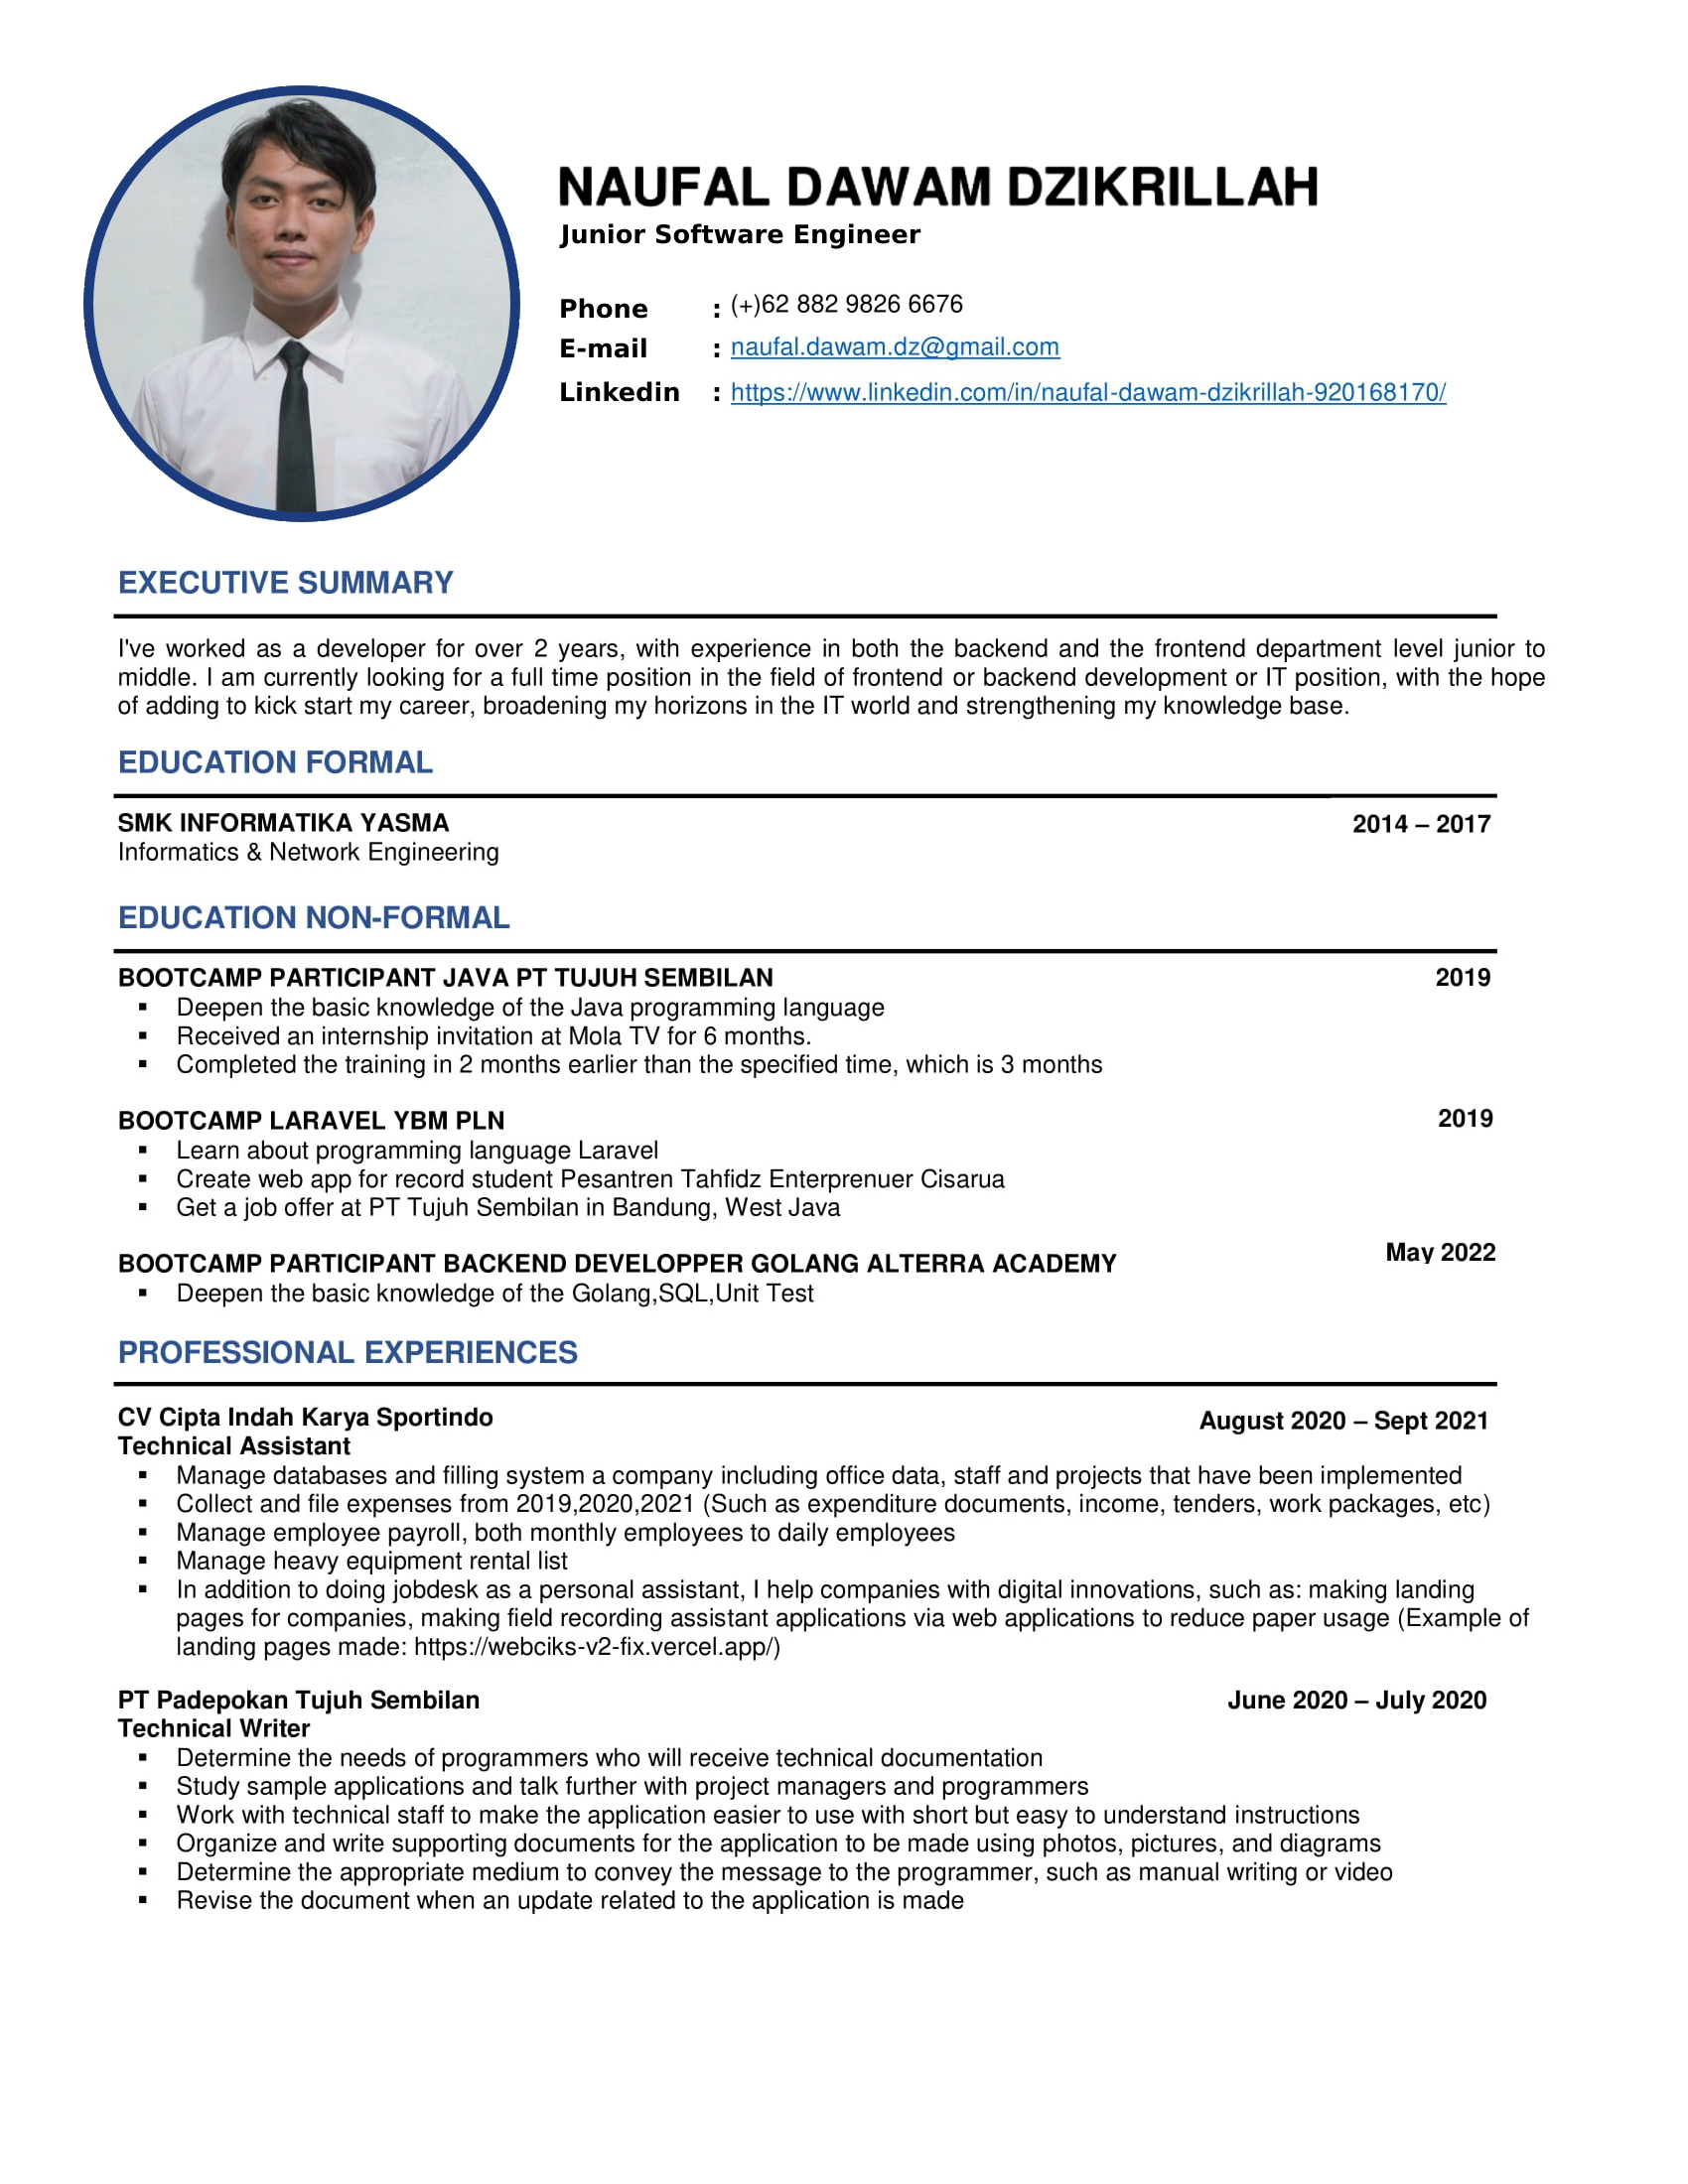 NAUFAL DAWAM DZIKRILLAH
Junior Software Engineer
Phone : (+)62 882 9826 6676
E-mail : naufal.dawam.dz@gmail.com
Linkedin : https://www.linkedin.com/in/naufal-dawam-dzikrillah-920168170/
EXECUTIVE SUMMARY
I've worked as a developer for over 2 years, with experience in both the backend and the frontend department level junior to
middle. I am currently looking for a full time position in the field of frontend or backend development or IT position, with the hope
of adding to kick start my career, broadening my horizons in the IT world and strengthening my knowledge base.
EDUCATION FORMAL
SMK INFORMATIKA YASMA 2014 – 2017
Informatics & Network Engineering
EDUCATION NON-FORMAL
BOOTCAMP PARTICIPANT JAVA PT TUJUH SEMBILAN 2019
▪ Deepen the basic knowledge of the Java programming language
▪ Received an internship invitation at Mola TV for 6 months.
▪ Completed the training in 2 months earlier than the specified time, which is 3 months
BOOTCAMP LARAVEL YBM PLN 2019
▪ Learn about programming language Laravel
▪ Create web app for record student Pesantren Tahfidz Enterprenuer Cisarua
▪ Get a job offer at PT Tujuh Sembilan in Bandung, West Java
BOOTCAMP PARTICIPANT BACKEND DEVELOPPER GOLANG ALTERRA ACADEMY May 2022
▪ Deepen the basic knowledge of the Golang,SQL,Unit Test
PROFESSIONAL EXPERIENCES
CV Cipta Indah Karya Sportindo August 2020 – Sept 2021
Technical Assistant
▪ Manage databases and filling system a company including office data, staff and projects that have been implemented
▪ Collect and file expenses from 2019,2020,2021 (Such as expenditure documents, income, tenders, work packages, etc)
▪ Manage employee payroll, both monthly employees to daily employees
▪ Manage heavy equipment rental list
▪ In addition to doing jobdesk as a personal assistant, I help companies with digital innovations, such as: making landing
pages for companies, making field recording assistant applications via web applications to reduce paper usage (Example of
landing pages made: https://webciks-v2-fix.vercel.app/)
PT Padepokan Tujuh Sembilan June 2020 – July 2020
Technical Writer
▪ Determine the needs of programmers who will receive technical documentation
▪ Study sample applications and talk further with project managers and programmers
▪ Work with technical staff to make the application easier to use with short but easy to understand instructions
▪ Organize and write supporting documents for the application to be made using photos, pictures, and diagrams
▪ Determine the appropriate medium to convey the message to the programmer, such as manual writing or video
▪ Revise the document when an update related to the application is made